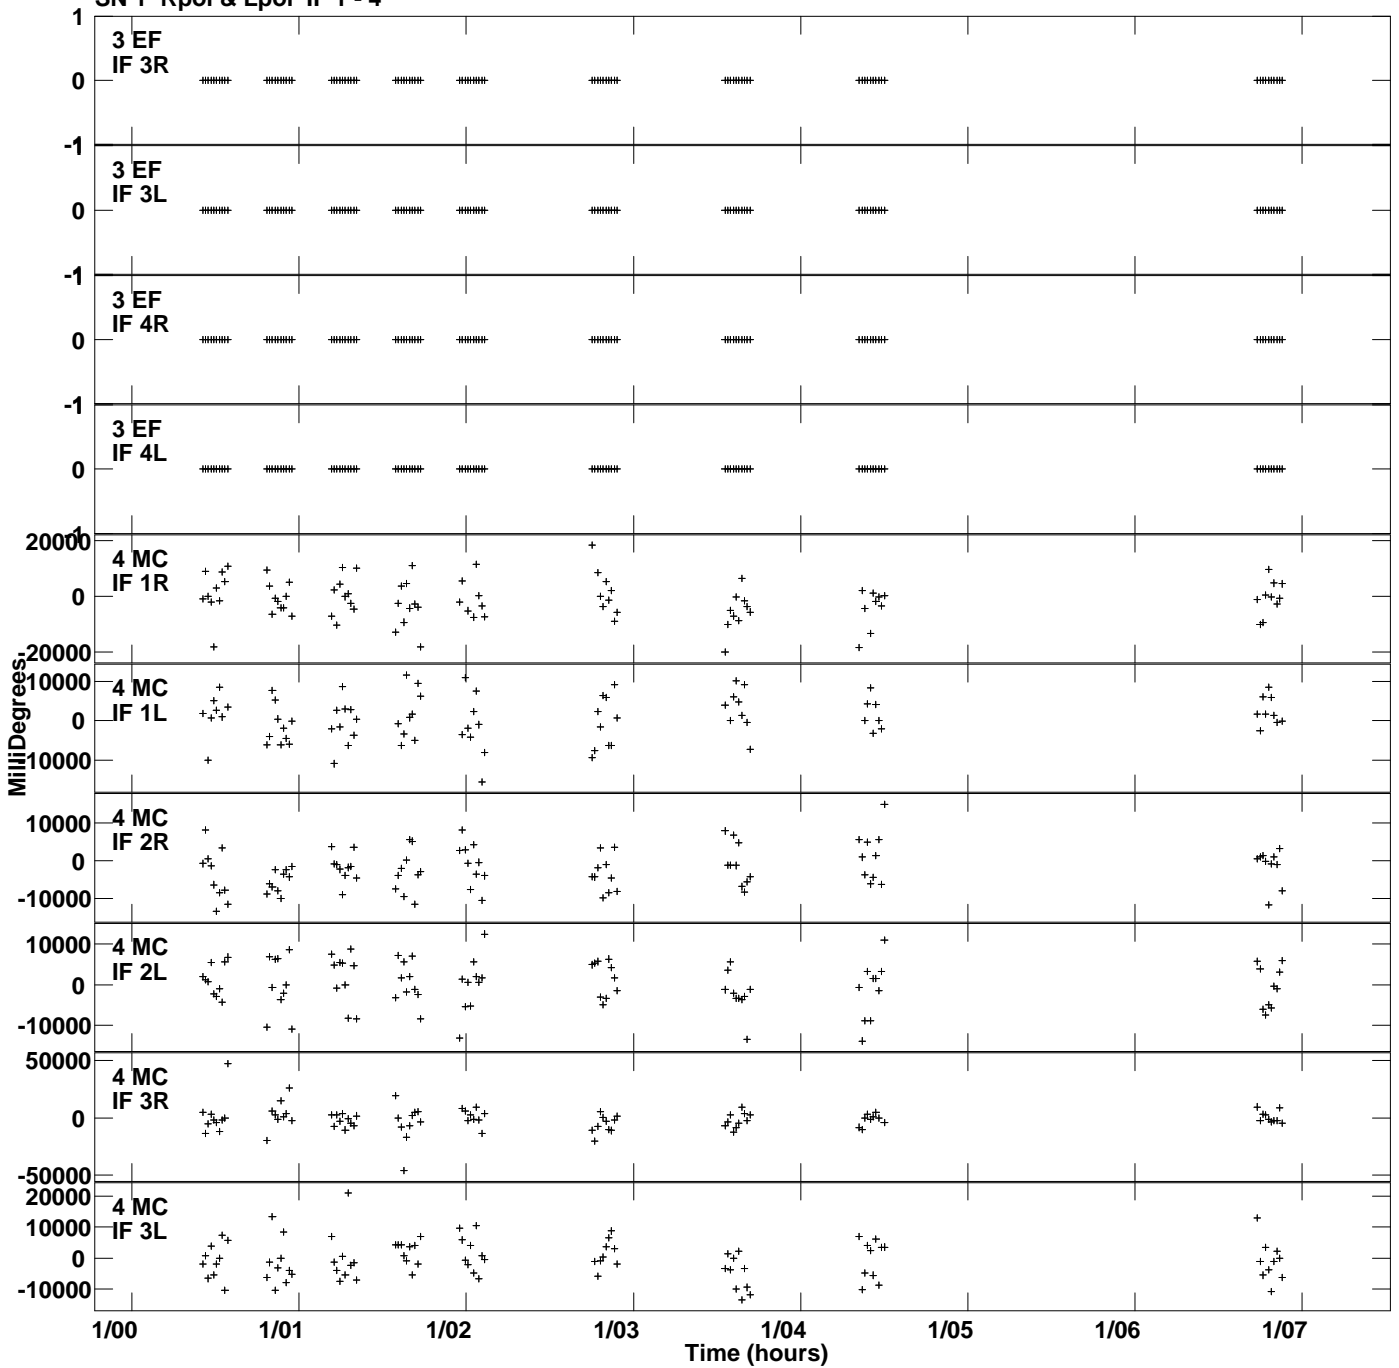 SN 1 Rpol & Lpol IF 1 - 4
1
3 EF
IF 3R
0
-1
3 EF
IF 3L
0
-1
3 EF
IF 4R
0
-1
3 EF
IF 4L
0
-1
20000
4 MC
IF 1R
0
-20000
MilliDegrees
10000
4 MC
IF 1L
0
10000
4 MC
IF 2R
10000
0
-10000
4 MC
IF 2L
10000
0
-10000
50000
4 MC
IF 3R
0
-50000
20000
4 MC
IF 3L
10000
0
-10000
1/00 1/01 1/02 1/03 1/04 1/05 1/06 1/07
Time (hours)